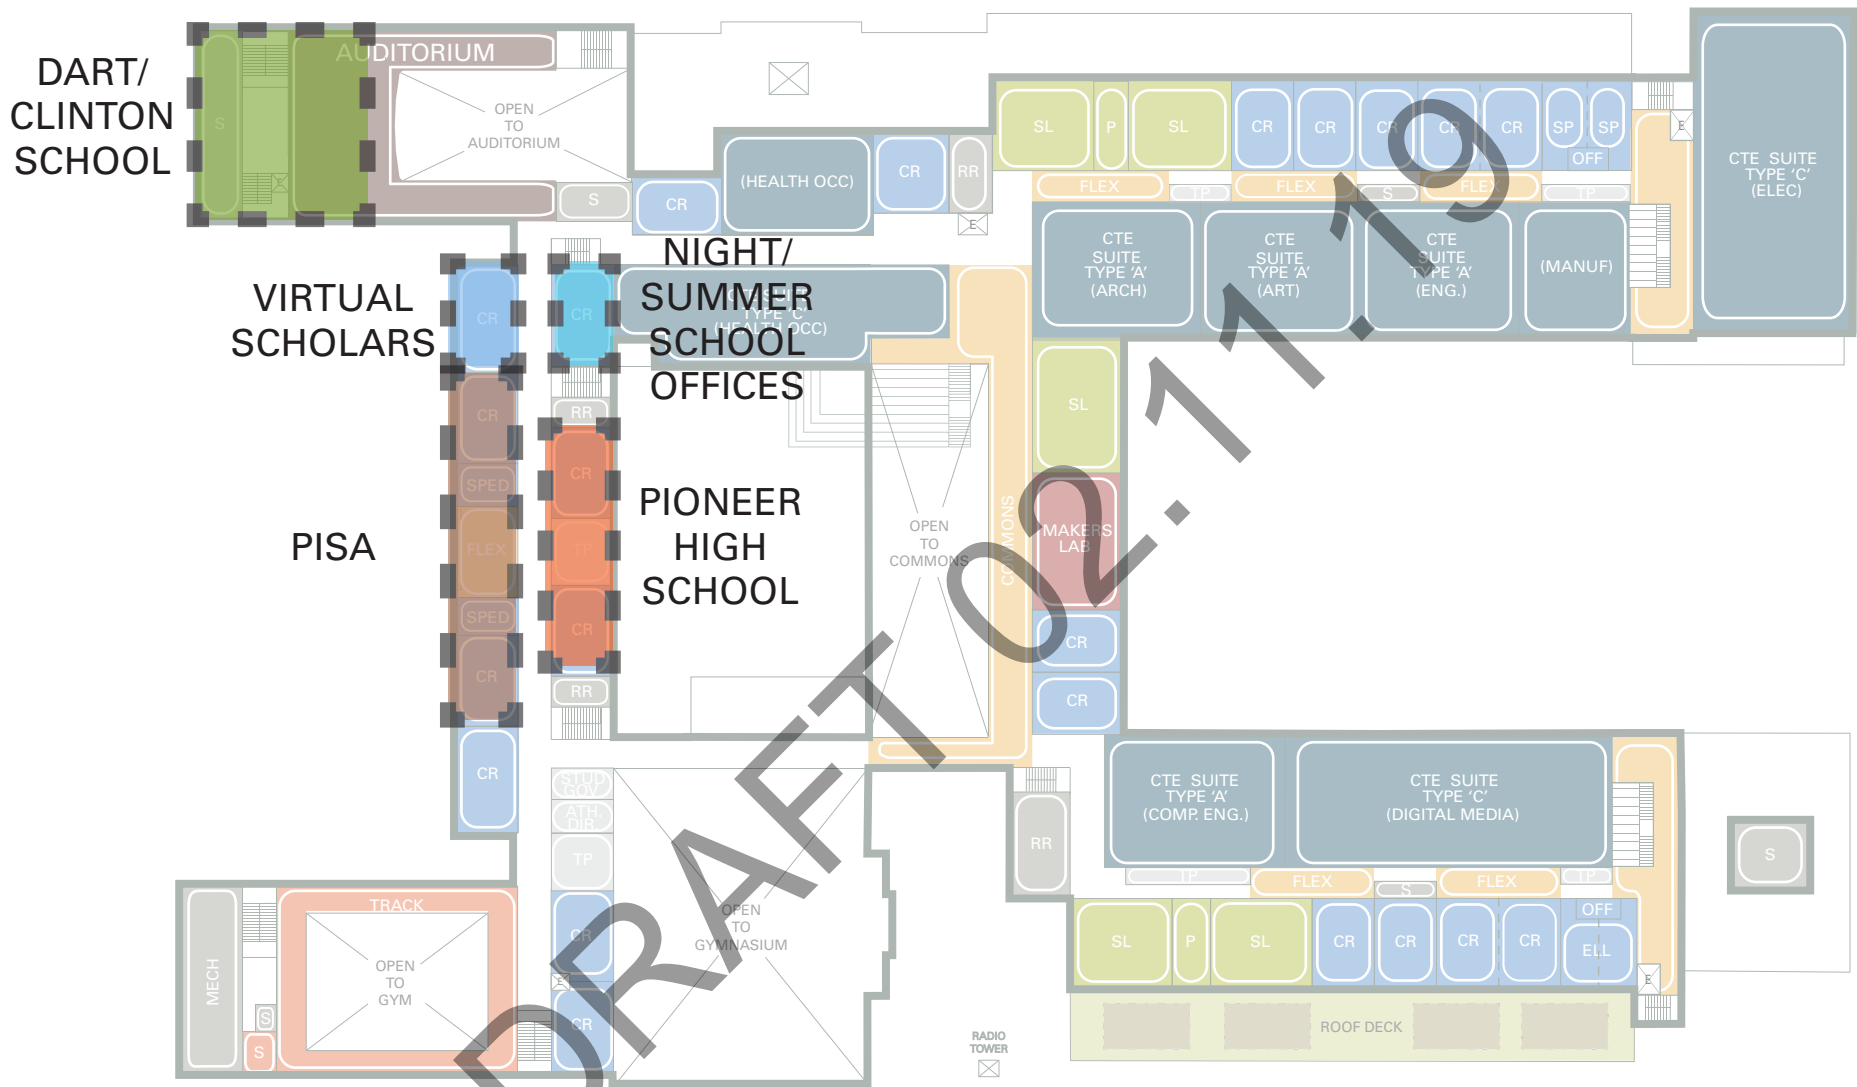 DART/
CLINTON
SCHOOL
S
AUDITORIUM
OPEN
TO
AUDITORIUM
S
CR
(HEALTH OCC)
CR
RR
E
SL
P
SL
CR
CR
CR
CR
CR
SP
SP
OFF
FLEX
TP
FLEX
S
FLEX
TP
E
CTE SUITE
TYPE 'C'
(ELEC)
CTE
SUITE
TYPE 'A'
(ARCH)
CTE
SUITE
TYPE 'A'
(ART)
CTE
SUITE
TYPE 'A'
(ENG.)
(MANUF)
VIRTUAL
SCHOLARS
CR
CR
NIGHT/
SUMMER
SCHOOL
OFFICES
CTE SUITE
TYPE 'C'
(HEALTH OCC)
PISA
CR
SPED
FLEX
SPED
CR
CR
RR
CR
TP
CR
RR
PIONEER
HIGH
SCHOOL
OPEN
TO
COMMONS
COMMONS
SL
MAKERS
LAB
CR
CR
STUD
GOV
ATH.
DIR.
TP
CR
E
CR
OPEN
TO
GYMNASIUM
MECH
TRACK
OPEN
TO
GYM
S
S
RR
CTE SUITE
TYPE 'A'
(COMP. ENG.)
CTE SUITE
TYPE 'C'
(DIGITAL MEDIA)
TP
FLEX
S
FLEX
TP
SL
P
SL
CR
CR
CR
CR
OFF
ELL
E
S
ROOF DECK
RADIO
TOWER
DRAFT 02.11.19